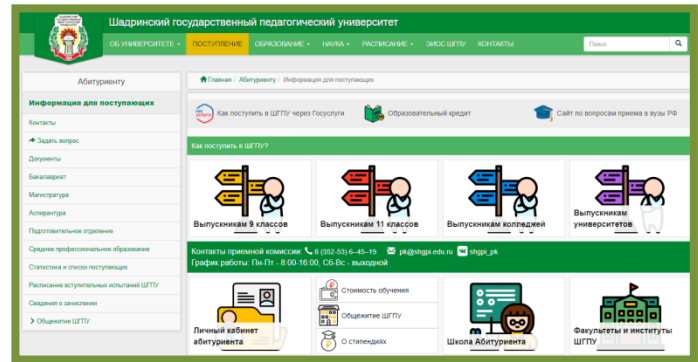 Шадринский государственный педагогический университет
ОБ УНИВЕРСИТЕТЕ ПОСТУПЛЕНИЕ ОБРАЗОВАНИЕ НАУКА РАСПИСАНИЕ ЭИОС ШГПУ КОНТАКТЫ Поиск
Абитуриенту
Главная / Абитуриенту / Информация для поступающих
Информация для поступающих
Контакты
Задать вопрос
Документы
Бакалавриат
Магистратура
Аспирантура
Подготовительное отделение
Среднее профессиональное образование
Статистика и списки поступающих
Расписание вступительных испытаний ШГПУ
Сведения о зачислении
Общежитие ШГПУ
Как поступить в ШГПУ через Госуслуги
Образовательный кредит
Сайт по вопросам приема в вузы РФ
Как поступить в ШГПУ?
Выпускникам 9 классов
Выпускникам 11 классов
Выпускникам колледжей
Выпускникам
университетов
Контакты приемной комиссии: 8 (352-53) 6-45-19 pk@shgpi.edu.ru shgpi_pk
График работы: Пн-Пт - 8:00-16:00, Сб-Вс - выходной
Личный кабинет
абитуриента
Стоимость обучения
Общежитие ШГПУ
О стипендиях
Школа Абитуриента
Факультеты и институты
ШГПУ